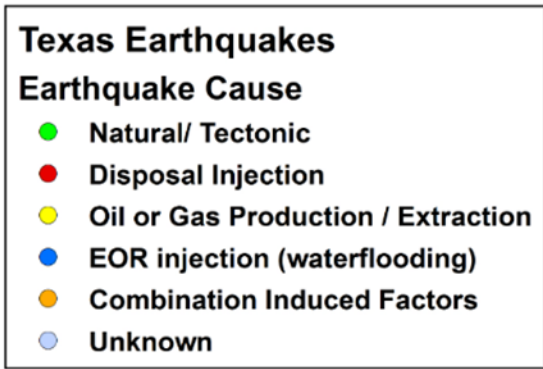 Texas Earthquakes
Earthquake Cause
Natural/ Tectonic
Disposal Injection
Oil or Gas Production / Extraction
EOR injection (waterflooding)
Combination Induced Factors
Unknown